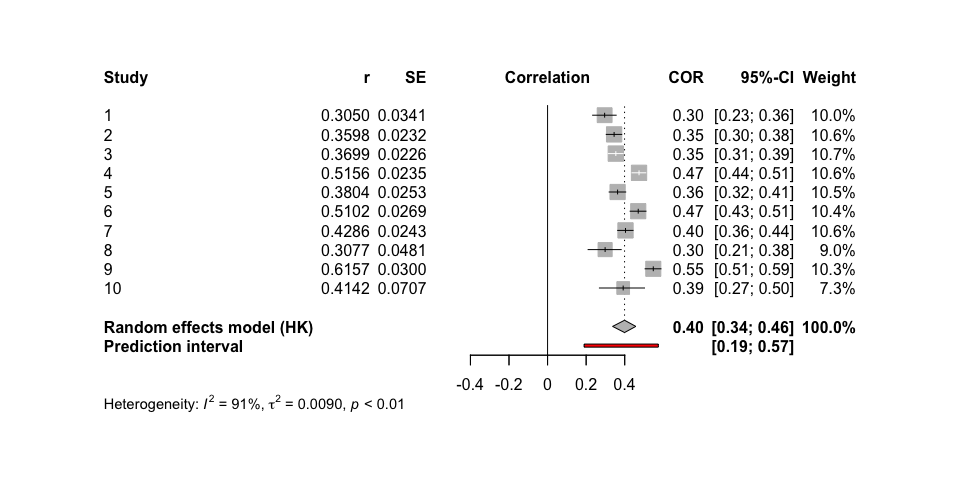 Study r SE Correlation COR 95%-CI Weight
1 0.3050 0.0341 0.30 [0.23; 0.36] 10.0%
2 0.3598 0.0232 0.35 [0.30; 0.38] 10.6%
3 0.3699 0.0226 0.35 [0.31; 0.39] 10.7%
4 0.5156 0.0235 0.47 [0.44; 0.51] 10.6%
5 0.3804 0.0253 0.36 [0.32; 0.41] 10.5%
6 0.5102 0.0269 0.47 [0.43; 0.51] 10.4%
7 0.4286 0.0243 0.40 [0.36; 0.44] 10.6%
8 0.3077 0.0481 0.30 [0.21; 0.38] 9.0%
9 0.6157 0.0300 0.55 [0.51; 0.59] 10.3%
10 0.4142 0.0707 0.39 [0.27; 0.50] 7.3%
Random effects model (HK) 0.40 [0.34; 0.46] 100.0%
Prediction interval [0.19; 0.57]
-0.4 -0.2 0 0.2 0.4
Heterogeneity: I² = 91%, τ² = 0.0090, p < 0.01